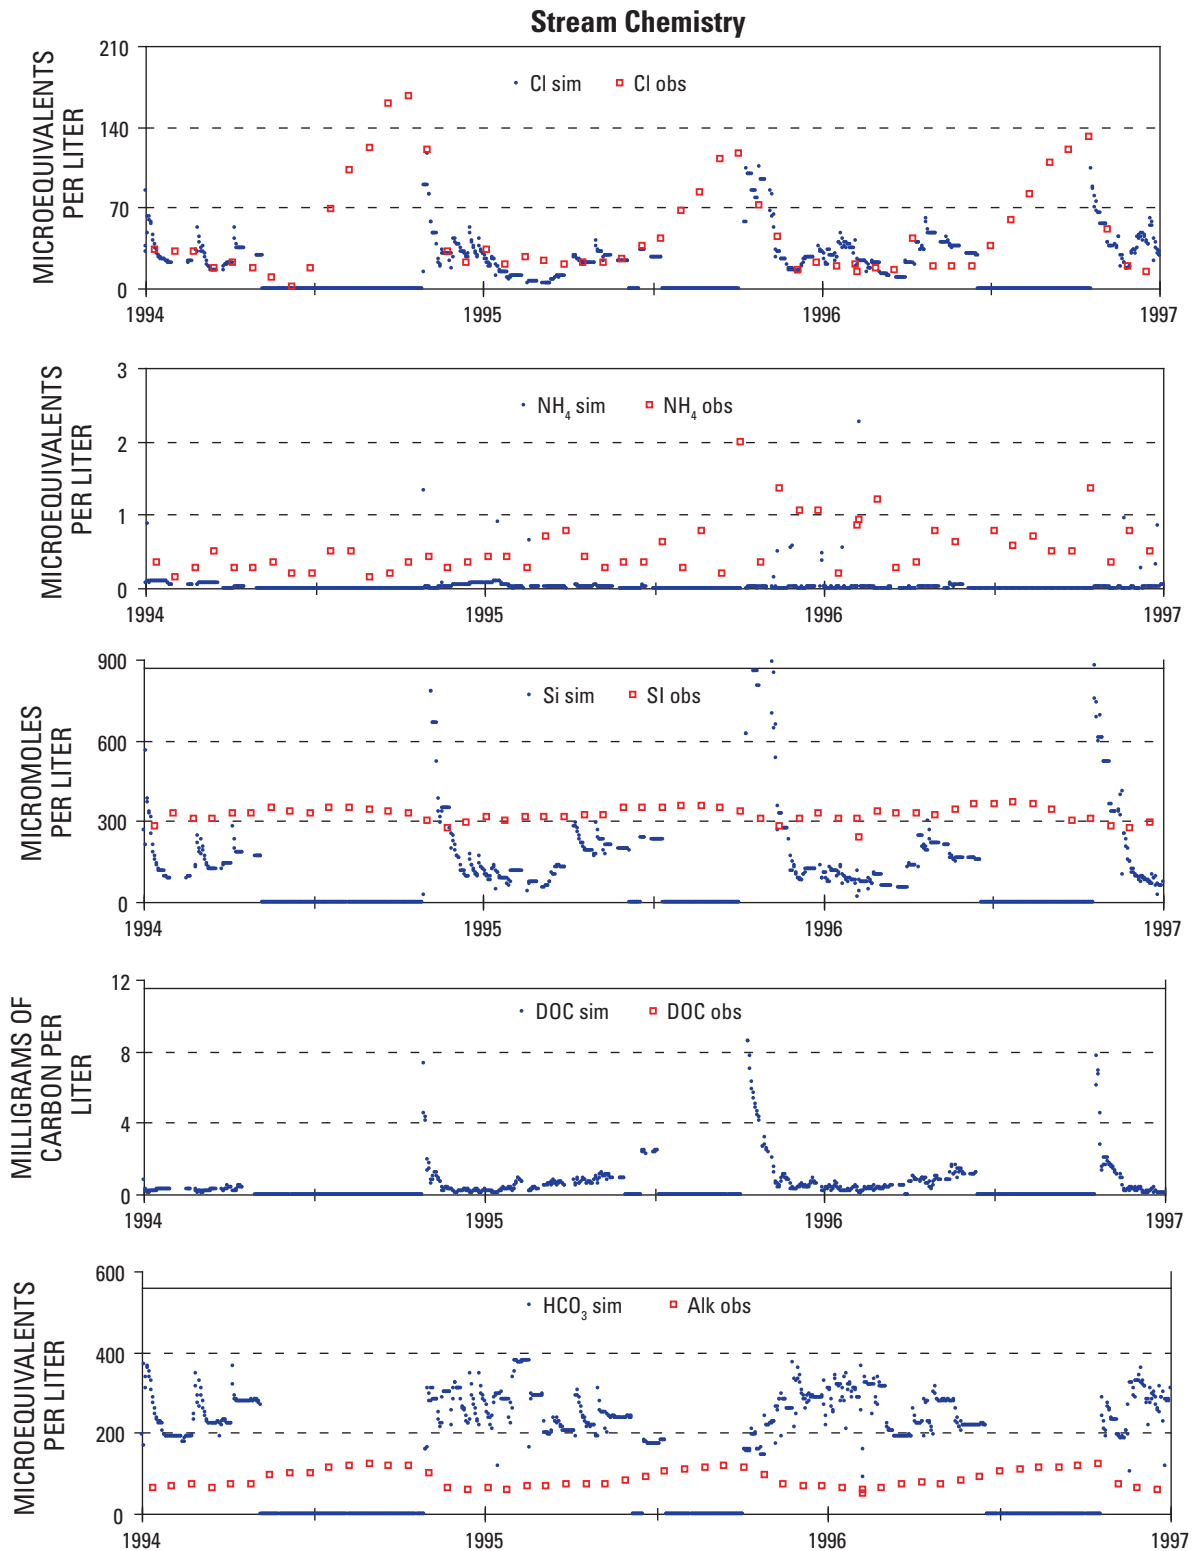 Stream Chemistry
MICROEQUIVALENTS
PER LITER
210
140
70
0
Cl sim
Cl obs
1994
1995
1996
1997
MICROEQUIVALENTS
PER LITER
3
2
1
0
NH4 sim
NH4 obs
1994
1995
1996
1997
MICROMOLES
PER LITER
900
600
300
0
Si sim
SI obs
1994
1995
1996
1997
MILLIGRAMS OF
CARBON PER
LITER
12
8
4
0
DOC sim
DOC obs
1994
1995
1996
1997
MICROEQUIVALENTS
PER LITER
600
400
200
0
HCO3 sim
Alk obs
1994
1995
1996
1997